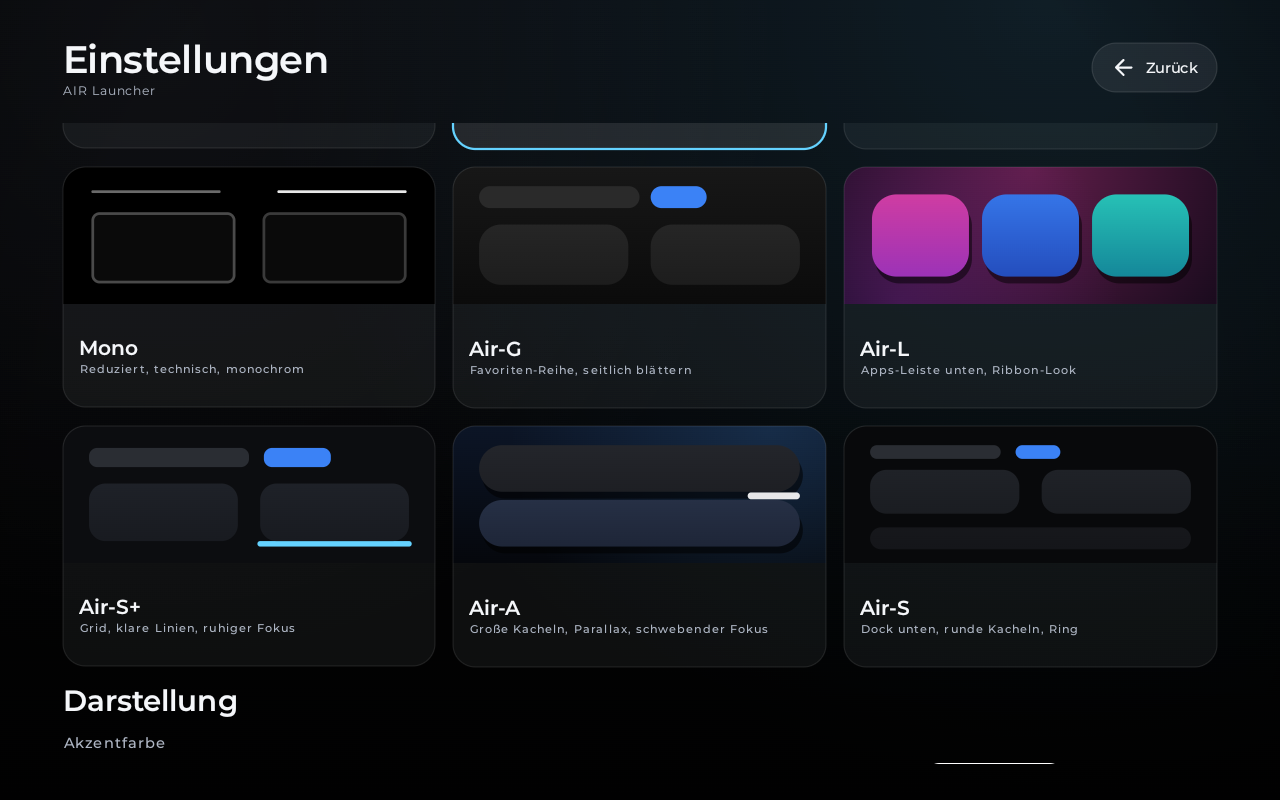 Einstellungen
AIR Launcher
Zurück
Mono
Reduziert, technisch, monochrom
Air-G
Favoriten-Reihe, seitlich blättern
Air-L
Apps-Leiste unten, Ribbon-Look
Air-S+
Grid, klare Linien, ruhiger Fokus
Air-A
Große Kacheln, Parallax, schwebender Fokus
Air-S
Dock unten, runde Kacheln, Ring
Darstellung
Akzentfarbe